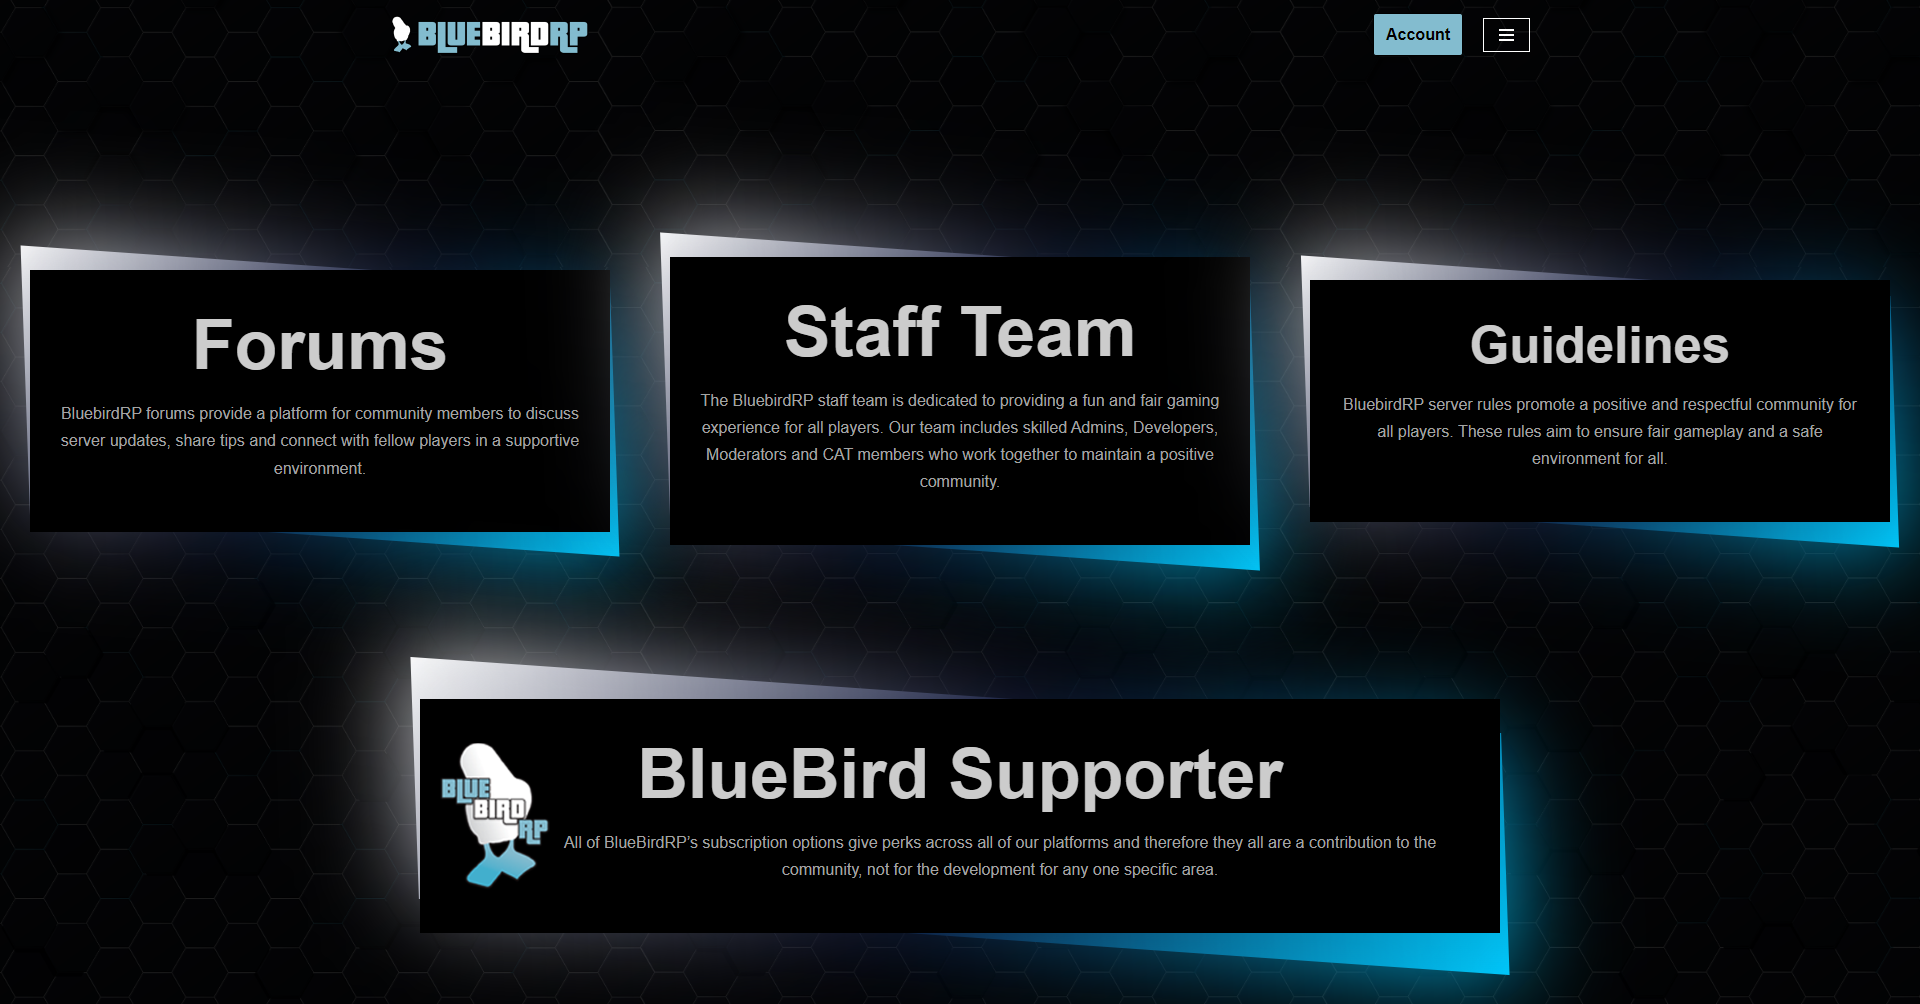 BLUEBIRDRP
Account
Forums
BluebirdRP forums provide a platform for community members to discuss
server updates, share tips and connect with fellow players in a supportive
environment.
Staff Team
The BluebirdRP staff team is dedicated to providing a fun and fair gaming
experience for all players. Our team includes skilled Admins, Developers,
Moderators and CAT members who work together to maintain a positive
community.
Guidelines
BluebirdRP server rules promote a positive and respectful community for
all players. These rules aim to ensure fair gameplay and a safe
environment for all.
BLUE
BIRD
RP
BlueBird Supporter
All of BlueBirdRP’s subscription options give perks across all of our platforms and therefore they all are a contribution to the
community, not for the development for any one specific area.